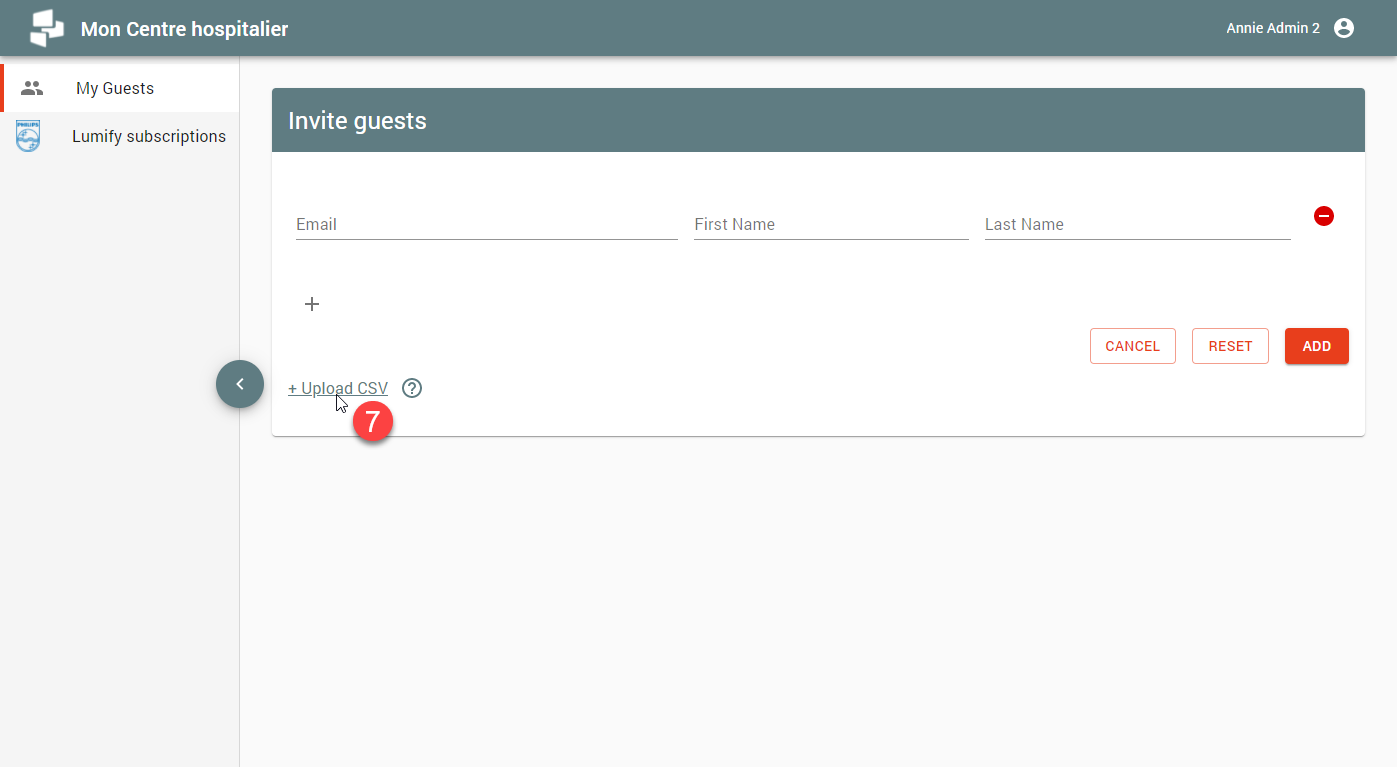 Mon Centre hospitalier
Annie Admin 2
My Guests
PHILIPS
Lumify subscriptions
Invite guests
Email First Name Last Name
+
CANCEL RESET ADD
+ Upload CSV ?
7